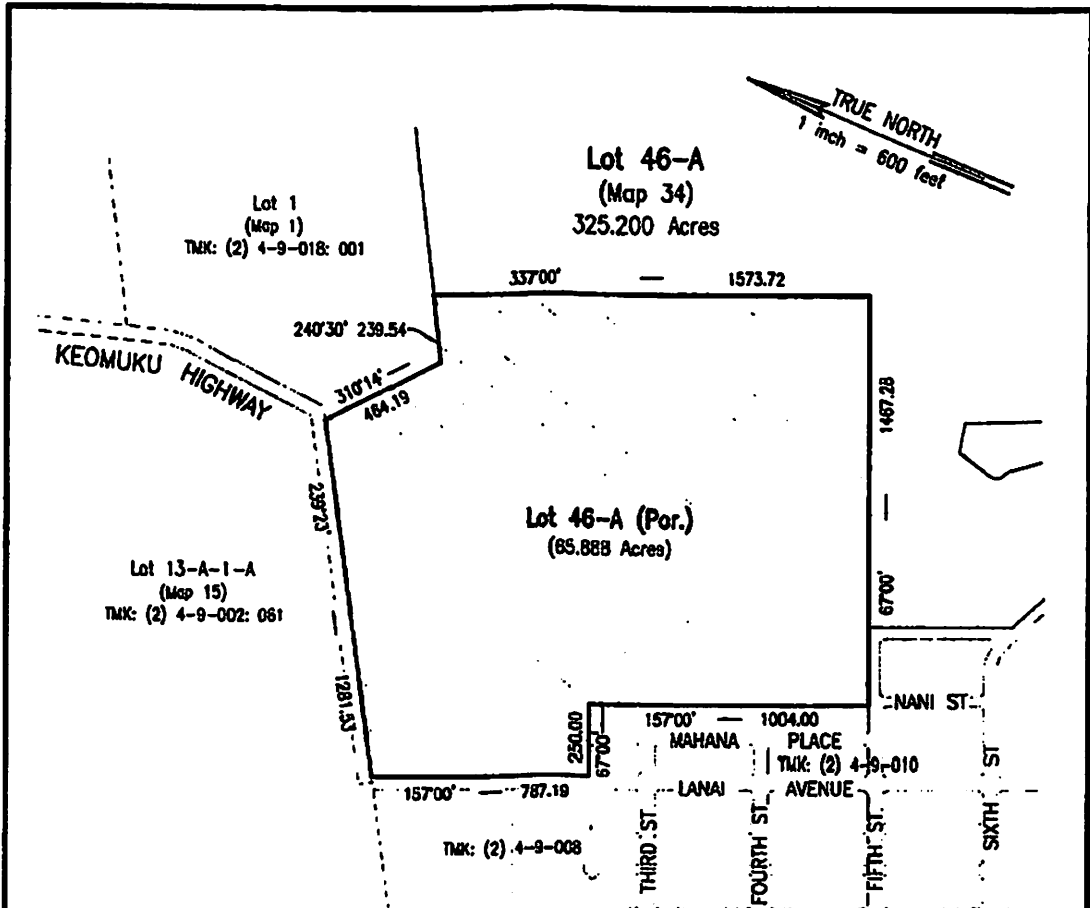 TRUE NORTH
1 inch = 600 feet
Lot 46-A
(Map 34)
325.200 Acres
Lot 1
(Map 1)
TMK: (2) 4-9-018: 001
337°00' — 1573.72
240°30' 239.54
KEOMUKU HIGHWAY
310°14' —
464.19
1467.28 —
67°00'
239°23' —
1281.53
Lot 46-A (Por.)
(65.888 Acres)
Lot 13-A-1-A
(Map 15)
TMK: (2) 4-9-002: 061
NANI ST.
250.00
67°00'
157°00' — 1004.00
MAHANA PLACE
TMK: (2) 4-9-010
157°00' — 787.19
LANAI AVENUE
TMK: (2) 4-9-008
THIRD ST.
FOURTH ST.
FIFTH ST.
SIXTH ST